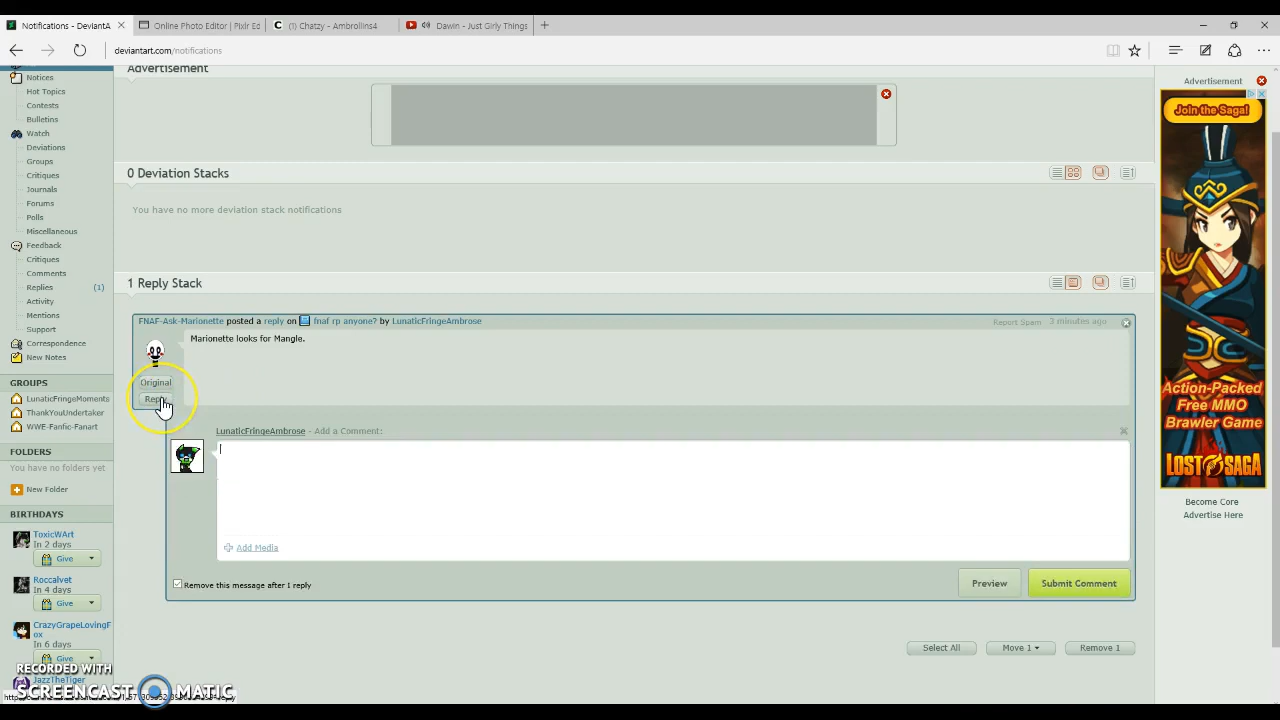 Notifications - DeviantA
Online Photo Editor | Pixlr Ed
(1) Chatzy - Ambrollins4
Dawin - Just Girly Things
deviantart.com/notifications
Notices
Hot Topics
Contests
Bulletins
Watch
Deviations
Groups
Critiques
Journals
Forums
Polls
Miscellaneous
Feedback
Critiques
Comments
Replies (1)
Activity
Mentions
Support
Correspondence
New Notes
GROUPS
LunaticFringeMoments
ThankYouUndertaker
WWE-Fanfic-Fanart
FOLDERS
You have no folders yet
New Folder
BIRTHDAYS
ToxicWArt
In 2 days
Give
Roccalvet
In 4 days
Give
CrazyGrapeLovingF
ox
In 6 days
Give
JazzTheTiger
RECORDED WITH
SCREENCAST MATIC
Advertisement
0 Deviation Stacks
You have no more deviation stack notifications
1 Reply Stack
FNAF-Ask-Marionette posted a reply on fnaf rp anyone? by LunaticFringeAmbrose
Report Spam 3 minutes ago
Marionette looks for Mangle.
Original
Reply
LunaticFringeAmbrose - Add a Comment:
Add Media
Remove this message after I reply
Preview
Submit Comment
Select All
Move 1
Remove 1
Advertisement
Join the Saga!
Action-Packed
Free MMO
Brawler Game
LOST SAGA
Become Core
Advertise Here